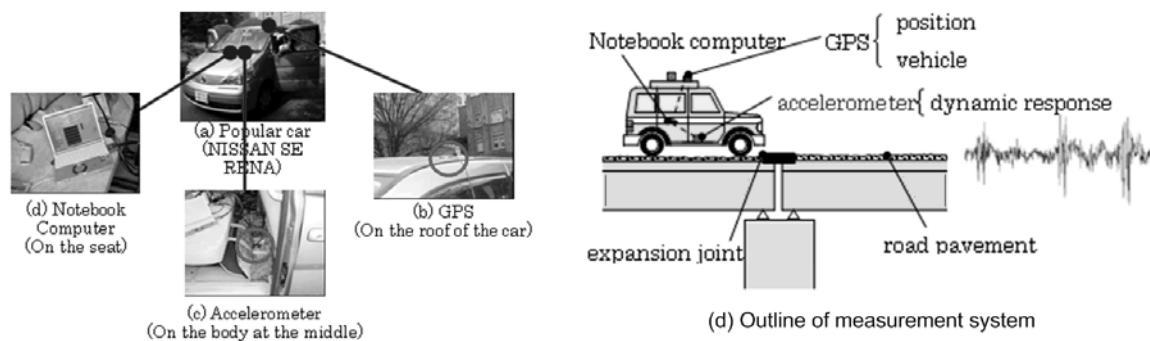 (a) Popular car
(NISSAN SE
RENA)
(d) Notebook
Computer
(On the seat)
(b) GPS
(On the roof of the car)
(c) Accelerometer
(On the body at the middle)
Notebook computer
GPS
position
vehicle
accelerometer
dynamic response
expansion joint
road pavement
(d) Outline of measurement system